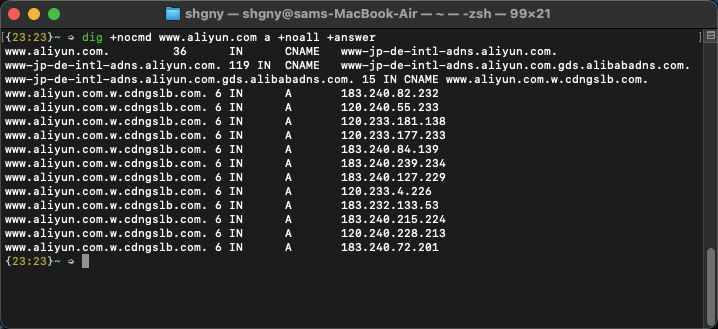 shgny — shgny@sams-MacBook-Air — ~ — -zsh — 99×21
[{23:23}~ ➭ dig +nocmd www.aliyun.com a +noall +answer ]
www.aliyun.com. 36 IN CNAME www-jp-de-intl-adns.aliyun.com.
www-jp-de-intl-adns.aliyun.com. 119 IN CNAME www-jp-de-intl-adns.aliyun.com.gds.alibabadns.com.
www-jp-de-intl-adns.aliyun.com.gds.alibabadns.com. 15 IN CNAME www.aliyun.com.w.cdngslb.com.
www.aliyun.com.w.cdngslb.com. 6 IN A 183.240.82.232
www.aliyun.com.w.cdngslb.com. 6 IN A 120.240.55.233
www.aliyun.com.w.cdngslb.com. 6 IN A 120.233.181.138
www.aliyun.com.w.cdngslb.com. 6 IN A 120.233.177.233
www.aliyun.com.w.cdngslb.com. 6 IN A 183.240.84.139
www.aliyun.com.w.cdngslb.com. 6 IN A 183.240.239.234
www.aliyun.com.w.cdngslb.com. 6 IN A 183.240.127.229
www.aliyun.com.w.cdngslb.com. 6 IN A 120.233.4.226
www.aliyun.com.w.cdngslb.com. 6 IN A 183.232.133.53
www.aliyun.com.w.cdngslb.com. 6 IN A 183.240.215.224
www.aliyun.com.w.cdngslb.com. 6 IN A 120.240.228.213
www.aliyun.com.w.cdngslb.com. 6 IN A 183.240.72.201
{23:23}~ ➭